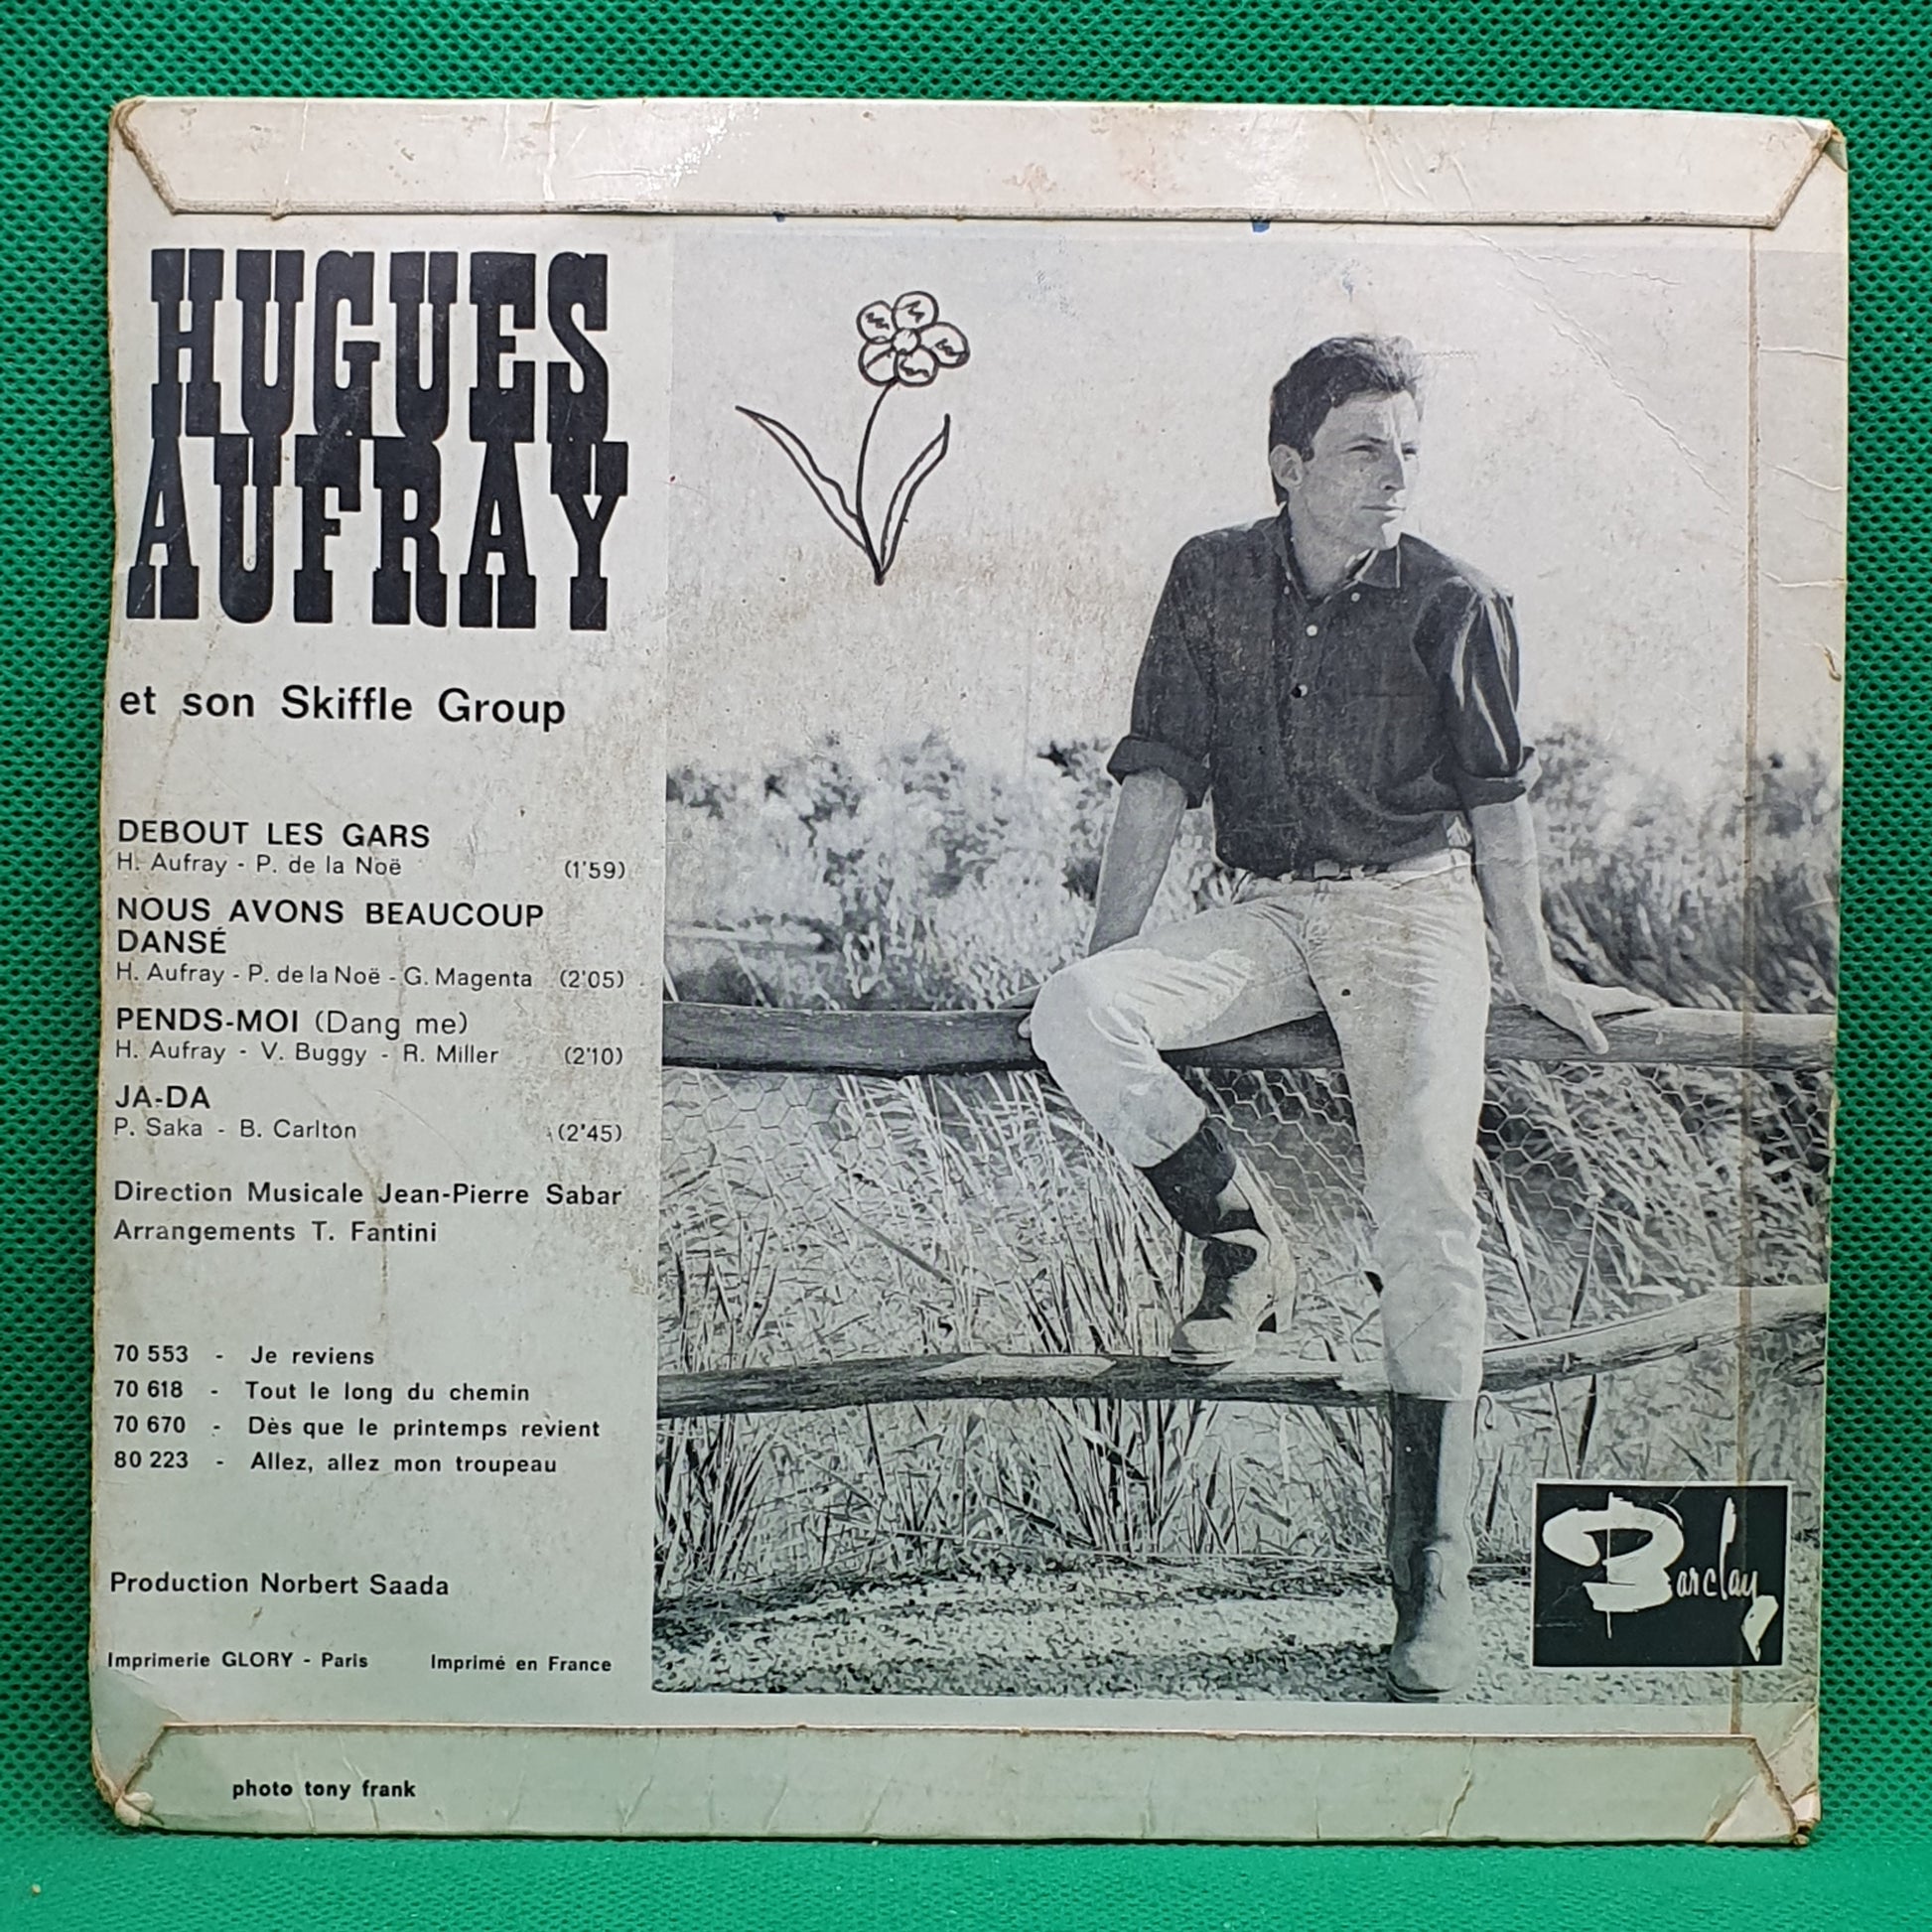 HUGUES
AUFRAY
et son Skiffle Group
DEBOUT LES GARS
H. Aufray - P. de la Noë (1'59)
NOUS AVONS BEAUCOUP
DANSÉ
H. Aufray - P. de la Noë - G. Magenta (2'05)
PENDS-MOI (Dang me)
H. Aufray - V. Buggy - R. Miller (2'10)
JA-DA
P. Saka - B. Carlton (2'45)
Direction Musicale Jean-Pierre Sabar
Arrangements T. Fantini
70 553 - Je reviens
70 618 - Tout le long du chemin
70 670 - Dès que le printemps revient
80 223 - Allez, allez mon troupeau
Production Norbert Saada
Imprimerie GLORY - Paris Imprimé en France
Barclay
photo tony frank